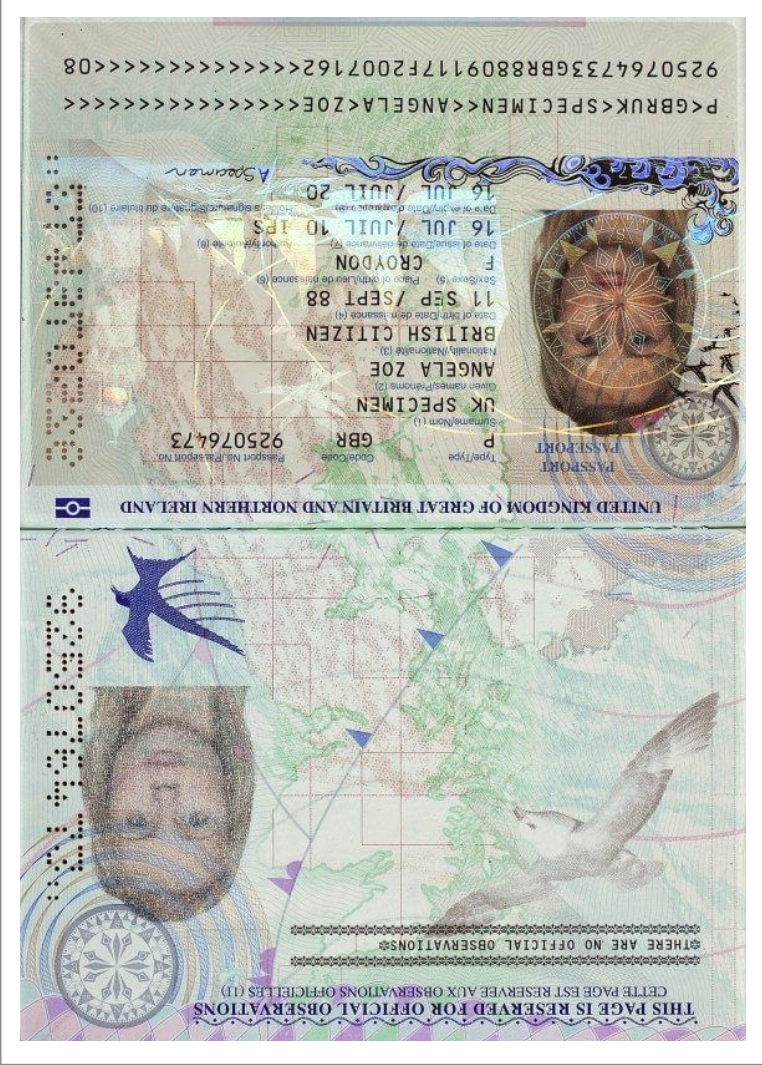 THIS PAGE IS RESERVED FOR OFFICIAL OBSERVATIONS
CETTE PAGE EST RESERVEE AUX OBSERVATIONS OFFICIELLES (11)
THERE ARE NO OFFICIAL OBSERVATIONS
925076473
UNITED KINGDOM OF GREAT BRITAIN AND NORTHERN IRELAND
PASSPORT
PASSEPORT
Type/Type Code/Code Passport No./Passeport No.
P GBR 925076473
Surname/Nom (1)
UK SPECIMEN
Given names/Prénoms (2)
ANGELA ZOE
Nationality/Nationalité (3)
BRITISH CITIZEN
Date of birth/Date de naissance (4)
11 SEP /SEPT 88
Sex/Sexe (5) Place of birth/Lieu de naissance (6)
F CROYDON
Date of issue/Date de délivrance (7) Authority/Autorité (8)
16 JUL /JUIL 10 IPS
Date of expiry/Date d'expiration (9) Holder's signature/Signature du titulaire (10)
16 JUL /JUIL 20
A Specimen
925076473
P<GBRUK<SPECIMEN<<ANGELA<ZOE<<<<<<<<<<<<<<<<
9250764733GBR8809117F2007162<<<<<<<<<<<<<<08